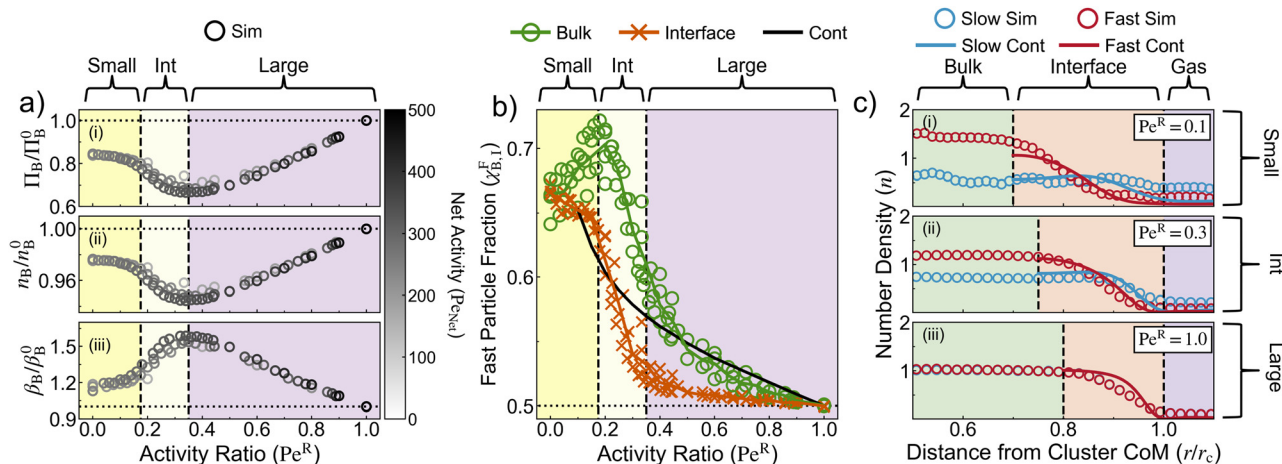 Sim
Small Int Large
a)
(i)
Π_B/Π_B^0
1.0
0.8
0.6
(ii)
n_B/n_B^0
1.00
0.96
(iii)
β_B/β_B^0
1.5
1.2
0.9
0.0 0.2 0.4 0.6 0.8 1.0
Activity Ratio (Pe^R)
500
400
300
200
100
0
Net Activity (Pe_Net)
Bulk Interface Cont
Small Int Large
b)
Fast Particle Fraction (χ_{B,I}^F)
0.7
0.6
0.5
0.0 0.2 0.4 0.6 0.8 1.0
Activity Ratio (Pe^R)
Slow Sim Fast Sim
Slow Cont Fast Cont
Bulk Interface Gas
c)
Number Density (n)
2
(i)
Pe^R = 0.1
1
Small
2
(ii)
Pe^R = 0.3
1
0
Int
2
(iii)
Pe^R = 1.0
1
0
Large
0.6 0.8 1.0
Distance from Cluster CoM (r/r_c)